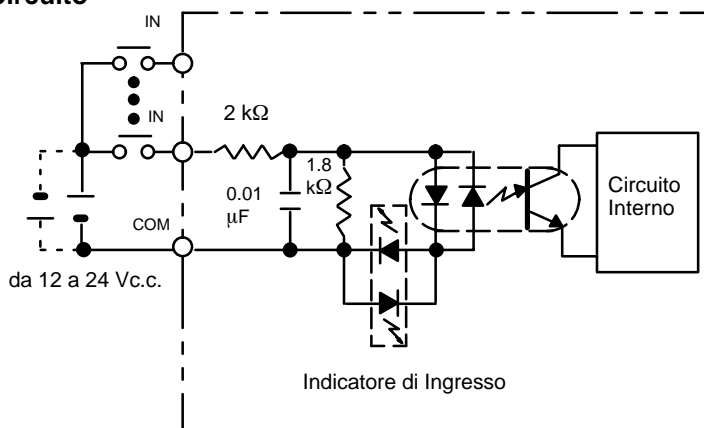 IN
IN
2 kΩ
1.8
kΩ
0.01
µF
Circuito
Interno
COM
da 12 a 24 Vc.c.
Indicatore di Ingresso